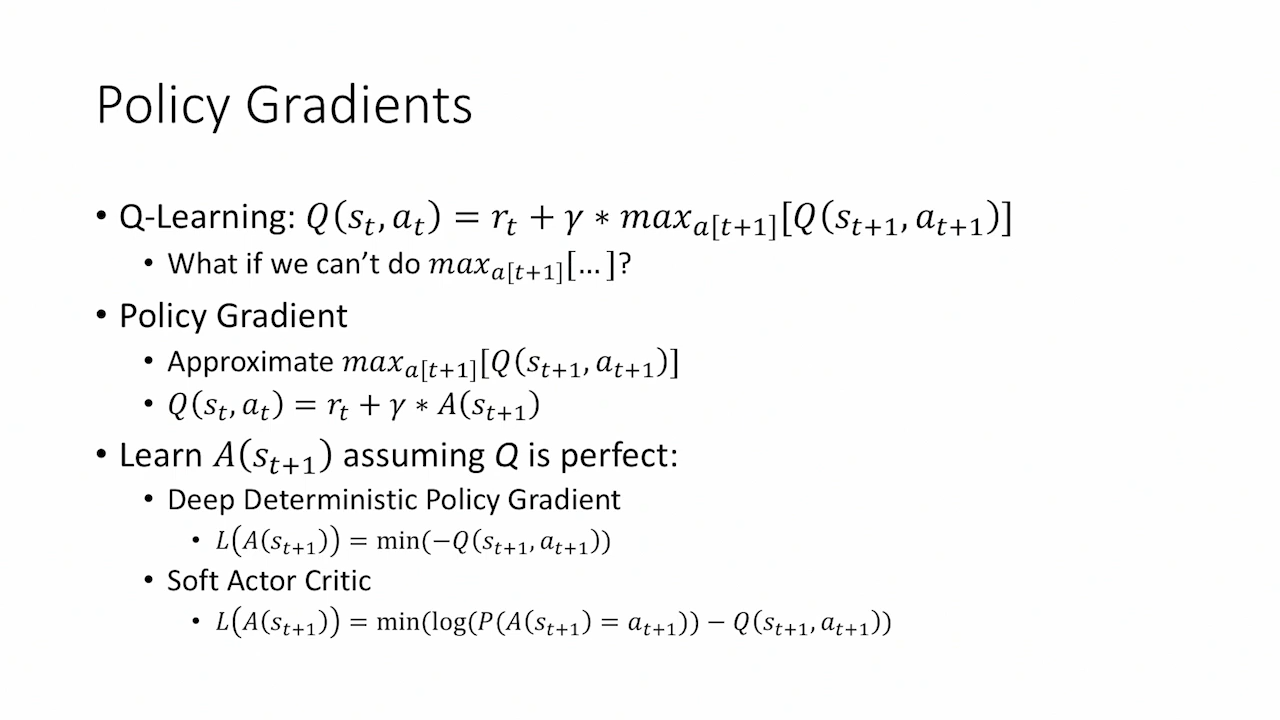 Policy Gradients
• Q-Learning: $Q(s_t, a_t) = r_t + \gamma * max_{a[t+1]}[Q(s_{t+1}, a_{t+1})]$
• What if we can’t do $max_{a[t+1]}[…]$?
• Policy Gradient
• Approximate $max_{a[t+1]}[Q(s_{t+1}, a_{t+1})]$
• $Q(s_t, a_t) = r_t + \gamma * A(s_{t+1})$
• Learn $A(s_{t+1})$ assuming Q is perfect:
• Deep Deterministic Policy Gradient
• $L(A(s_{t+1})) = \min(-Q(s_{t+1}, a_{t+1}))$
• Soft Actor Critic
• $L(A(s_{t+1})) = \min(\log(P(A(s_{t+1}) = a_{t+1})) - Q(s_{t+1}, a_{t+1}))$